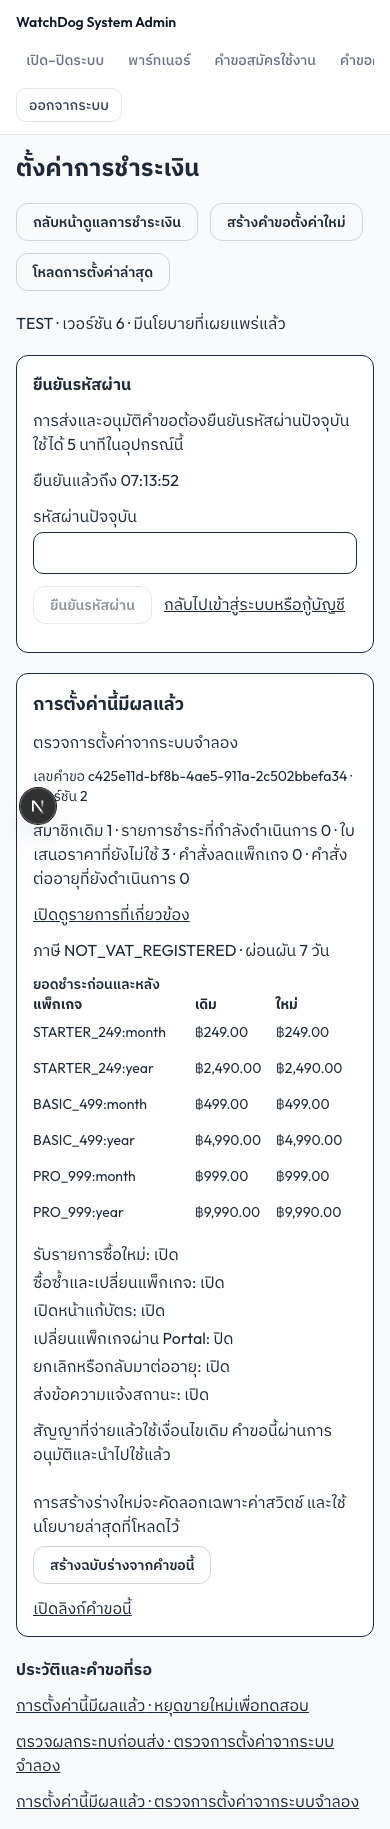 WatchDog System Admin
เปิด–ปิดระบบ พาร์ทเนอร์ คำขอสมัครใช้งาน
ออกจากระบบ
ตั้งค่าการชำระเงิน
กลับหน้าดูแลการชำระเงิน สร้างคำขอตั้งค่าใหม่
โหลดการตั้งค่าล่าสุด
TEST · เวอร์ชัน 6 · มีนโยบายที่เผยแพร่แล้ว
ยืนยันรหัสผ่าน
การส่งและอนุมัติคำขอต้องยืนยันรหัสผ่านปัจจุบัน
ใช้ได้ 5 นาทีในอุปกรณ์นี้
ยืนยันแล้วถึง 07:13:52
รหัสผ่านปัจจุบัน
ยืนยันรหัสผ่าน กลับไปเข้าสู่ระบบหรือกู้บัญชี
การตั้งค่านี้มีผลแล้ว
ตรวจการตั้งค่าจากระบบจำลอง
เลขคำขอ c425e11d-bf8b-4ae5-911a-2c502bbefa34 ·
2
สมาชิกเดิม 1 · รายการชำระที่กำลังดำเนินการ 0 · ใบ
เสนอราคาที่ยังไม่ใช้ 3 · คำสั่งลดแพ็กเกจ 0 · คำสั่ง
ต่ออายุที่ยังดำเนินการ 0
เปิดดูรายการที่เกี่ยวข้อง
ภาษี NOT_VAT_REGISTERED · ผ่อนผัน 7 วัน
ยอดชำระก่อนและหลัง
แพ็กเกจ เดิม ใหม่
STARTER_249:month ฿249.00 ฿249.00
STARTER_249:year ฿2,490.00 ฿2,490.00
BASIC_499:month ฿499.00 ฿499.00
BASIC_499:year ฿4,990.00 ฿4,990.00
PRO_999:month ฿999.00 ฿999.00
PRO_999:year ฿9,990.00 ฿9,990.00
รับรายการซื้อใหม่: เปิด
ซื้อซ้ำและเปลี่ยนแพ็กเกจ: เปิด
เปิดหน้าแก้บัตร: เปิด
เปลี่ยนแพ็กเกจผ่าน Portal: ปิด
ยกเลิกหรือกลับมาต่ออายุ: เปิด
ส่งข้อความแจ้งสถานะ: เปิด
สัญญาที่จ่ายแล้วใช้เงื่อนไขเดิม คำขอนี้ผ่านการ
อนุมัติและนำไปใช้แล้ว
การสร้างร่างใหม่จะคัดลอกเฉพาะค่าสวิตช์ และใช้
นโยบายล่าสุดที่โหลดไว้
สร้างฉบับร่างจากคำขอนี้
เปิดลิงก์คำขอนี้
ประวัติและคำขอที่รอ
การตั้งค่านี้มีผลแล้ว · หยุดขายใหม่เพื่อทดสอบ
ตรวจผลกระทบก่อนส่ง · ตรวจการตั้งค่าจากระบบ
จำลอง
การตั้งค่านี้มีผลแล้ว · ตรวจการตั้งค่าจากระบบจำลอง